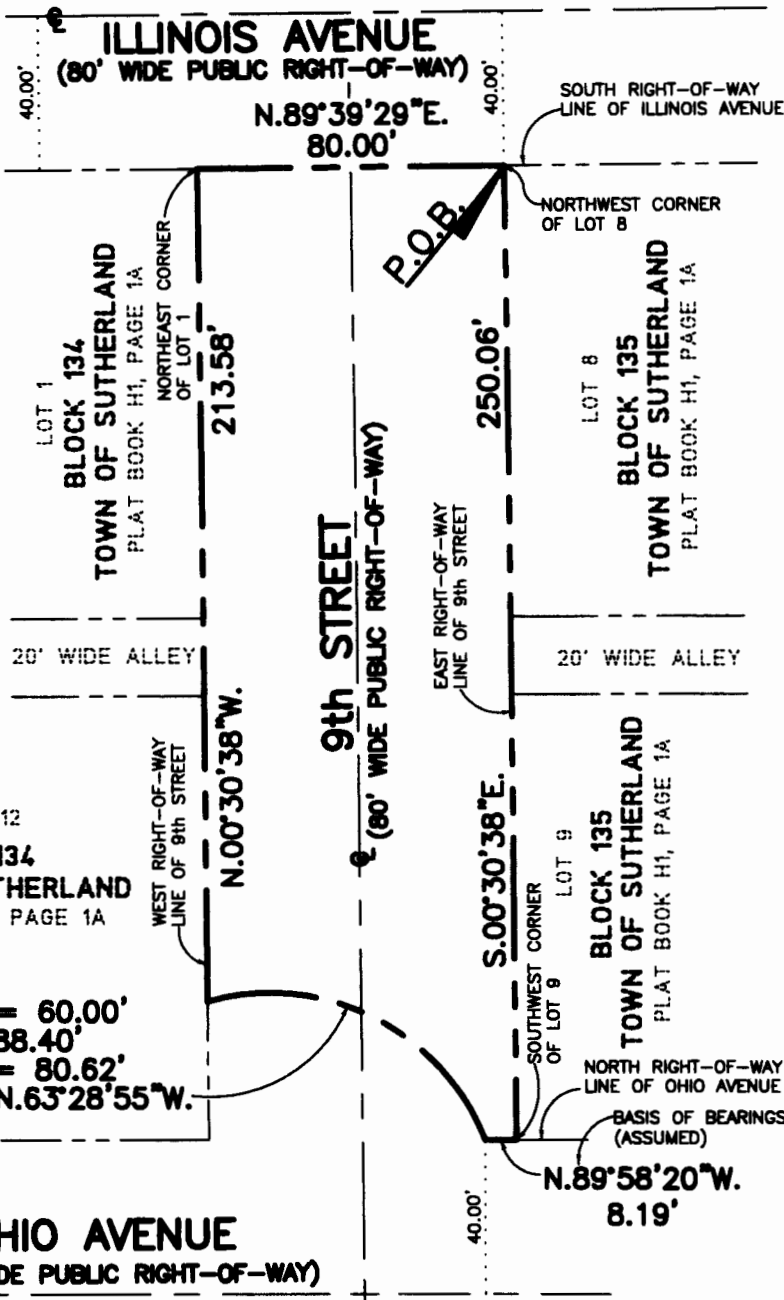 ℄
ILLINOIS AVENUE
(80' WIDE PUBLIC RIGHT-OF-WAY)
40.00'
40.00'
N.89°39'29"E.
80.00'
SOUTH RIGHT-OF-WAY
LINE OF ILLINOIS AVENUE
NORTHWEST CORNER
OF LOT 8
P.O.B.
LOT 1
BLOCK 134
TOWN OF SUTHERLAND
PLAT BOOK H1, PAGE 1A
NORTHEAST CORNER
OF LOT 1
213.58'
250.06'
LOT 8
BLOCK 135
TOWN OF SUTHERLAND
PLAT BOOK H1, PAGE 1A
9th STREET
(80' WIDE PUBLIC RIGHT-OF-WAY)
℄
EAST RIGHT-OF-WAY
LINE OF 9th STREET
20' WIDE ALLEY
20' WIDE ALLEY
N.00°30'38"W.
WEST RIGHT-OF-WAY
LINE OF 9th STREET
S.00°30'38"E.
SOUTHWEST CORNER
OF LOT 9
LOT 9
BLOCK 135
TOWN OF SUTHERLAND
PLAT BOOK H1, PAGE 1A
12
134
THERLAND
PAGE 1A
= 60.00'
88.40'
= 80.62'
N.63°28'55"W.
NORTH RIGHT-OF-WAY
LINE OF OHIO AVENUE
BASIS OF BEARINGS
(ASSUMED)
N.89°58'20"W.
8.19'
40.00'
HIO AVENUE
DE PUBLIC RIGHT-OF-WAY)